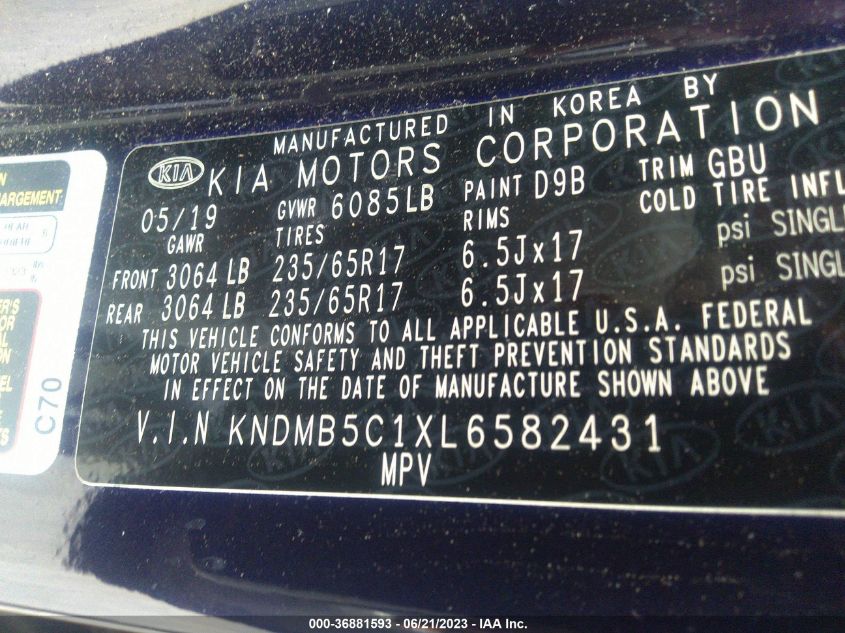 MANUFACTURED IN KOREA BY
KIA KIA MOTORS CORPORATION
05/19 GVWR 6085LB PAINT D9B TRIM GBU
GAWR TIRES RIMS COLD TIRE INFL
FRONT 3064 LB 235/65R17 6.5Jx17 psi SINGLE
REAR 3064 LB 235/65R17 6.5Jx17 psi SINGL
THIS VEHICLE CONFORMS TO ALL APPLICABLE U.S.A. FEDERAL
MOTOR VEHICLE SAFETY AND THEFT PREVENTION STANDARDS
IN EFFECT ON THE DATE OF MANUFACTURE SHOWN ABOVE
V.I.N KNDMB5C1XL6582431
MPV
C70
000-36881593 - 06/21/2023 - IAA Inc.